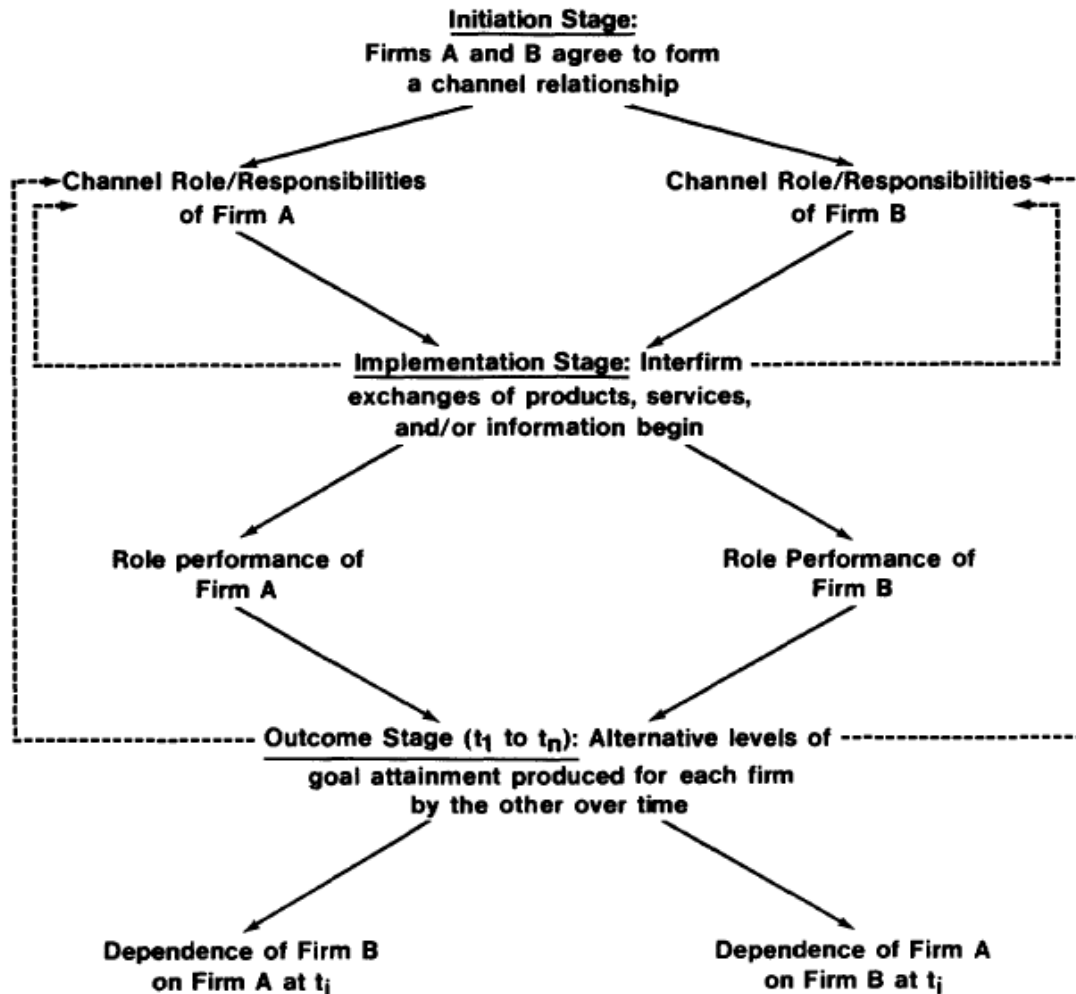 Initiation Stage:
Firms A and B agree to form
a channel relationship
Channel Role/Responsibilities
of Firm A
Channel Role/Responsibilities
of Firm B
Implementation Stage: Interfirm
exchanges of products, services,
and/or information begin
Role performance of
Firm A
Role Performance of
Firm B
Outcome Stage (t1 to tn): Alternative levels of
goal attainment produced for each firm
by the other over time
Dependence of Firm B
on Firm A at ti
Dependence of Firm A
on Firm B at ti